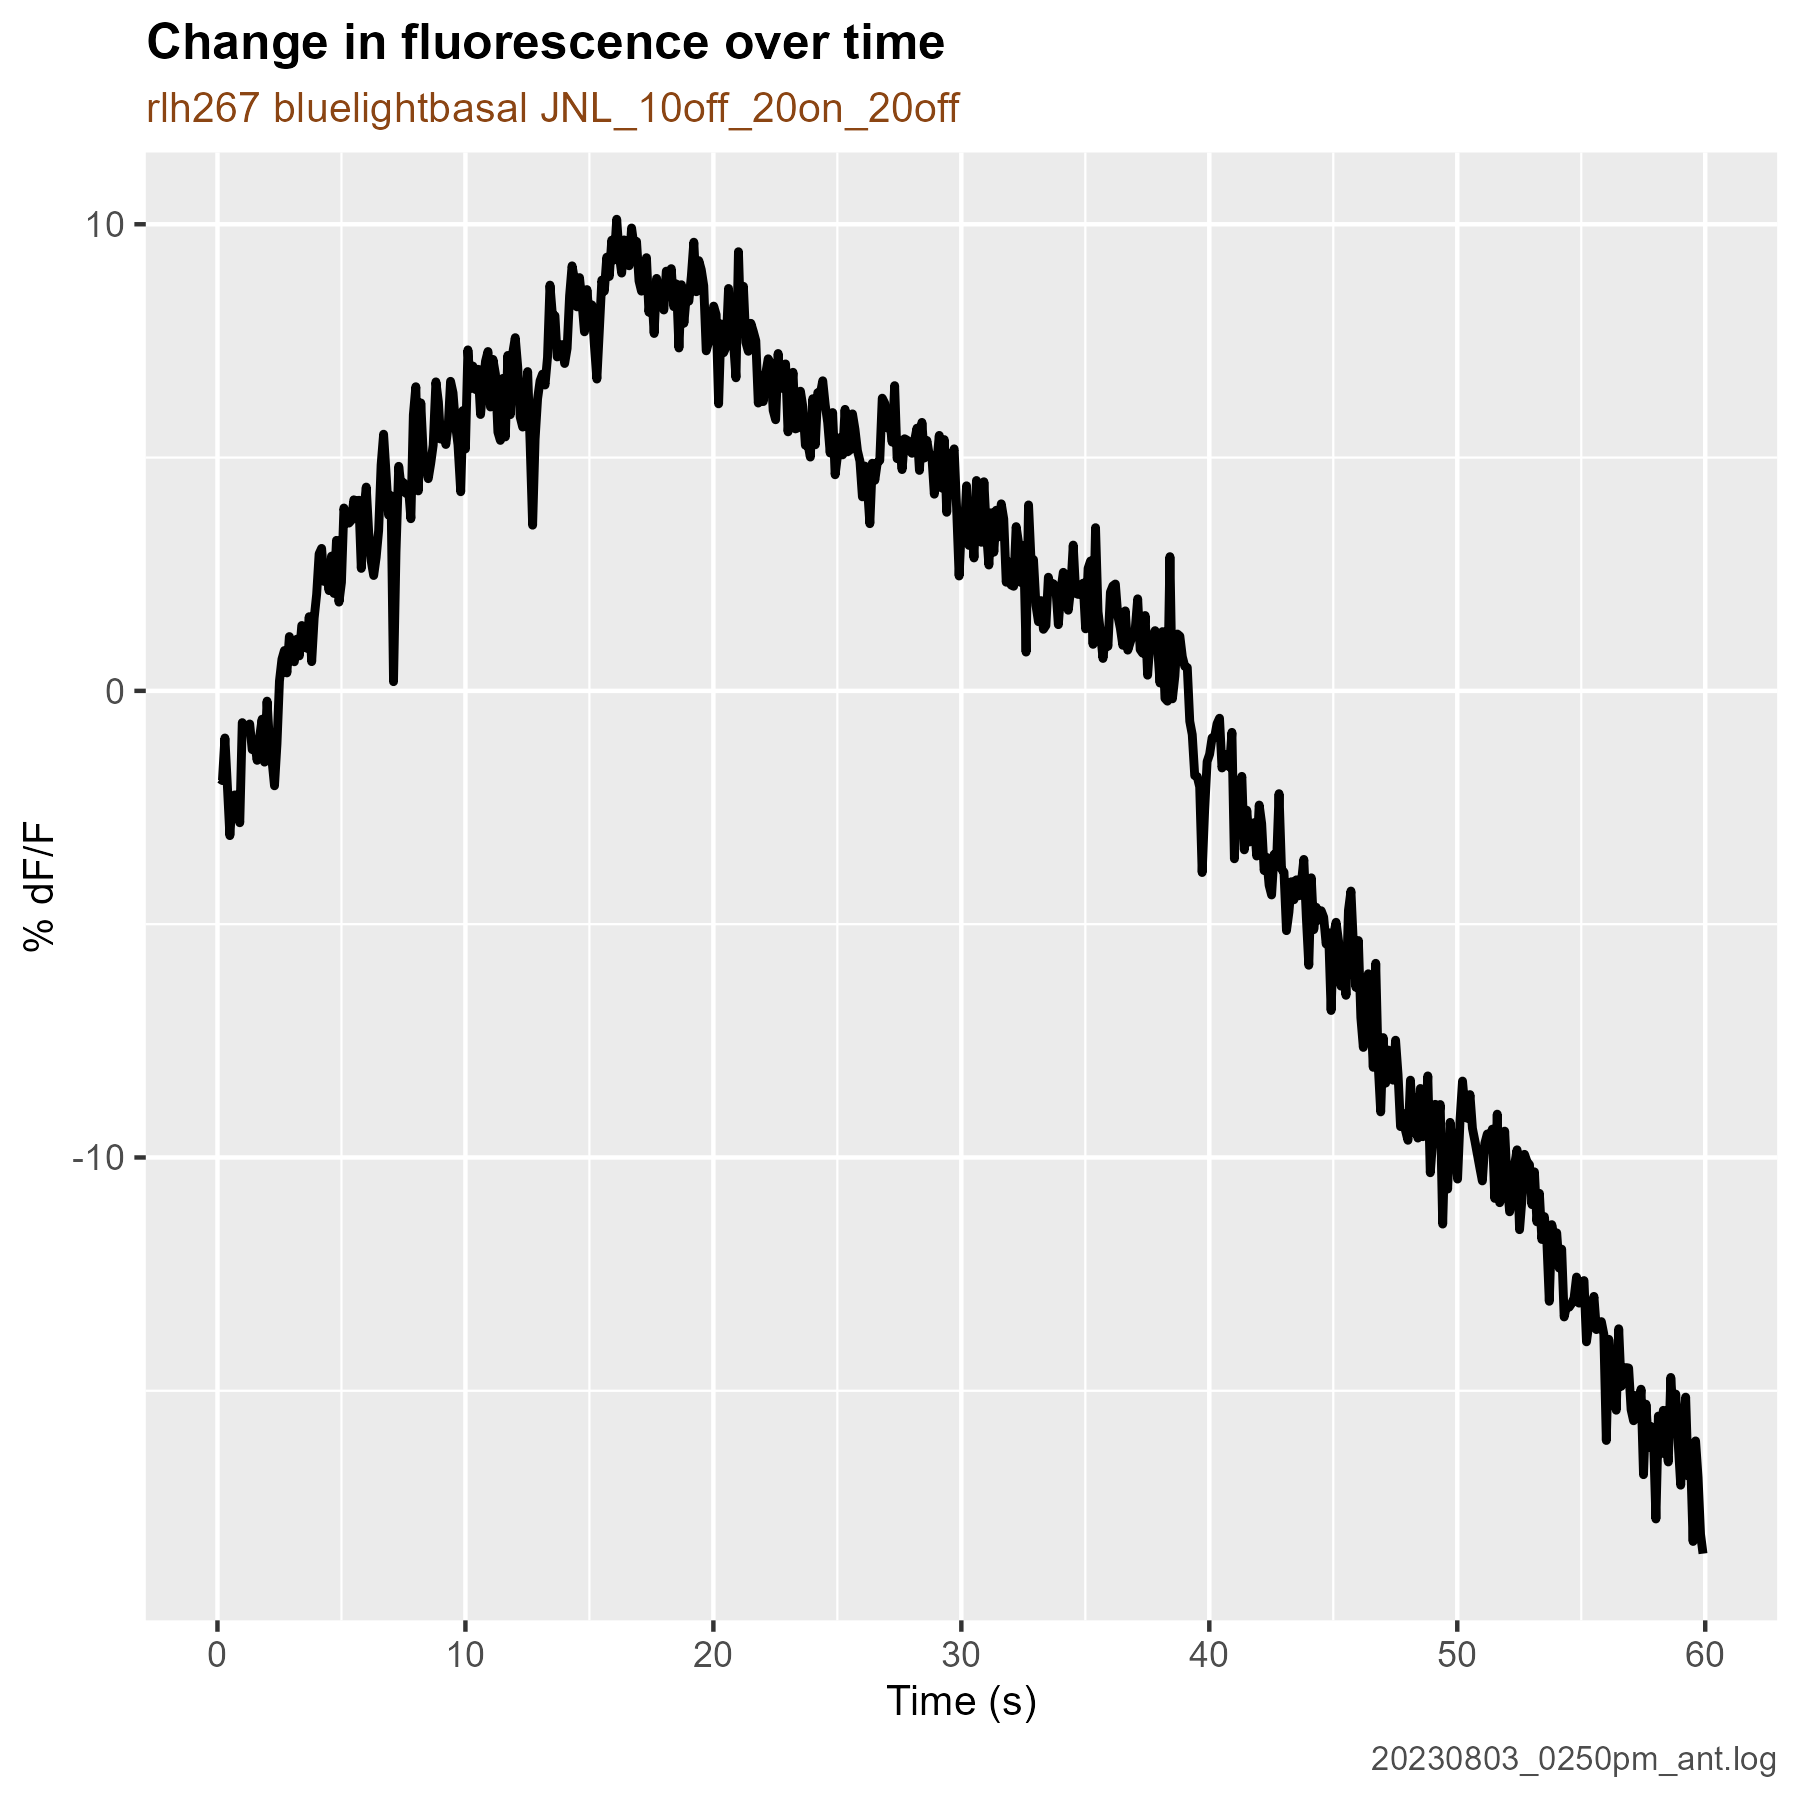 Change in fluorescence over time
rlh267 bluelightbasal JNL_10off_20on_20off
10
0
-10
% dF/F
0 10 20 30 40 50 60
Time (s)
20230803_0250pm_ant.log